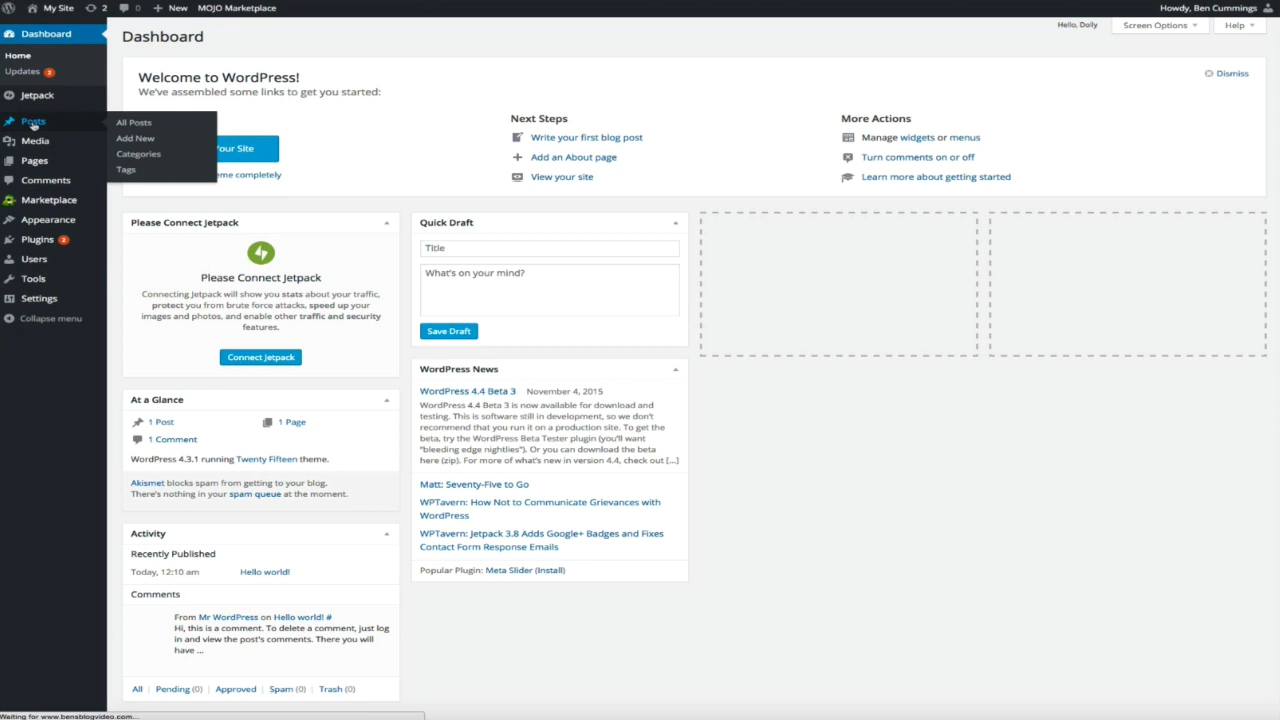 My Site 2 0 New MOJO Marketplace Howdy, Ben Cummings
Hello, Dolly Screen Options Help
Dashboard
Home
Updates 2
Jetpack
Posts
Media
Pages
Comments
Marketplace
Appearance
Plugins 2
Users
Tools
Settings
Collapse menu
All Posts
Add New
Categories
Tags
Dashboard
Welcome to WordPress!
Dismiss
We've assembled some links to get you started:
our Site
eme completely
Next Steps
Write your first blog post
Add an About page
View your site
More Actions
Manage widgets or menus
Turn comments on or off
Learn more about getting started
Please Connect Jetpack
Please Connect Jetpack
Connecting Jetpack will show you stats about your traffic,
protect you from brute force attacks, speed up your
images and photos, and enable other traffic and security
features.
Connect Jetpack
At a Glance
1 Post 1 Page
1 Comment
WordPress 4.3.1 running Twenty Fifteen theme.
Akismet blocks spam from getting to your blog.
There's nothing in your spam queue at the moment.
Activity
Recently Published
Today, 12:10 am Hello world!
Comments
From Mr WordPress on Hello world! #
Hi, this is a comment. To delete a comment, just log
in and view the post's comments. There you will
have ...
All | Pending (0) | Approved | Spam (0) | Trash (0)
Quick Draft
Title
What's on your mind?
Save Draft
WordPress News
WordPress 4.4 Beta 3 November 4, 2015
WordPress 4.4 Beta 3 is now available for download and
testing. This is software still in development, so we don't
recommend that you run it on a production site. To get the
beta, try the WordPress Beta Tester plugin (you'll want
"bleeding edge nightlies"). Or you can download the beta
here (zip). For more of what's new in version 4.4, check out [...]
Matt: Seventy-Five to Go
WPTavern: How Not to Communicate Grievances with
WordPress
WPTavern: Jetpack 3.8 Adds Google+ Badges and Fixes
Contact Form Response Emails
Popular Plugin: Meta Slider (Install)
Waiting for www.bensblogvideo.com...